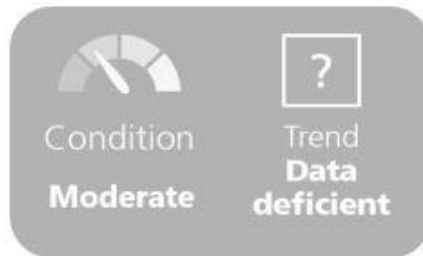 Condition
Moderate
?
Trend
Data
deficient